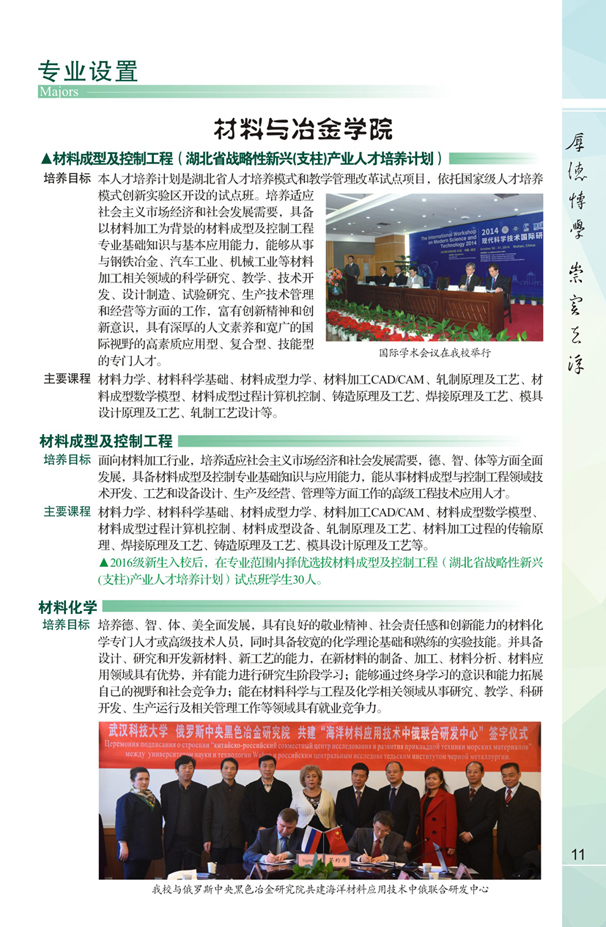 专业设置
Majors
材料与冶金学院
▲材料成型及控制工程（湖北省战略性新兴(支柱)产业人才培养计划）
培养目标 本人才培养计划是湖北省人才培养模式和教学管理改革试点项目，依托国家级人才培养
模式创新实验区开设的试点班。培养适应
社会主义市场经济和社会发展需要，具备
以材料加工为背景的材料成型及控制工程
专业基础知识与基本应用能力，能够从事
与钢铁冶金、汽车工业、机械工业等材料
加工相关领域的科学研究、教学、技术开
发、设计制造、试验研究、生产技术管理
和经营等方面的工作，富有创新精神和创
新意识，具有深厚的人文素养和宽广的国
际视野的高素质应用型、复合型、技能型
的专门人才。
The International Workshop
on Modern Science and
Technology 2014
2014
现代科学技术国际研
国际学术会议在我校举行
主要课程 材料力学、材料科学基础、材料成型力学、材料加工CAD/CAM、轧制原理及工艺、材
料成型数学模型、材料成型过程计算机控制、铸造原理及工艺、焊接原理及工艺、模具
设计原理及工艺、轧制工艺设计等。
材料成型及控制工程
培养目标 面向材料加工行业，培养适应社会主义市场经济和社会发展需要，德、智、体等方面全面
发展，具备材料成型及控制专业基础知识与应用能力，能从事材料成型与控制工程领域技
术开发、工艺和设备设计、生产及经营、管理等方面工作的高级工程技术应用人才。
主要课程 材料力学、材料科学基础、材料成型力学、材料加工CAD/CAM、材料成型数学模型、
材料成型过程计算机控制、材料成型设备、轧制原理及工艺、材料加工过程的传输原
理、焊接原理及工艺、铸造原理及工艺、模具设计原理及工艺等。
▲2016级新生入校后，在专业范围内择优选拔材料成型及控制工程（湖北省战略性新兴
(支柱)产业人才培养计划）试点班学生30人。
材料化学
培养目标 培养德、智、体、美全面发展，具有良好的敬业精神、社会责任感和创新能力的材料化
学专门人才或高级技术人员，同时具备较宽的化学理论基础和熟练的实验技能。并具备
设计、研究和开发新材料、新工艺的能力，在新材料的制备、加工、材料分析、材料应
用领域具有优势，并有能力进行研究生阶段学习；能够通过终身学习的意识和能力拓展
自己的视野和社会竞争力；能在材料科学与工程及化学相关领域从事研究、教学、科研
开发、生产运行及相关管理工作等领域具有就业竞争力。
武汉科技大学 俄罗斯中央黑色冶金研究院 共建“海洋材料应用技术中俄联合研发中心”签字仪式
我校与俄罗斯中央黑色冶金研究院共建海洋材料应用技术中俄联合研发中心
厚德博学 崇实去浮
11